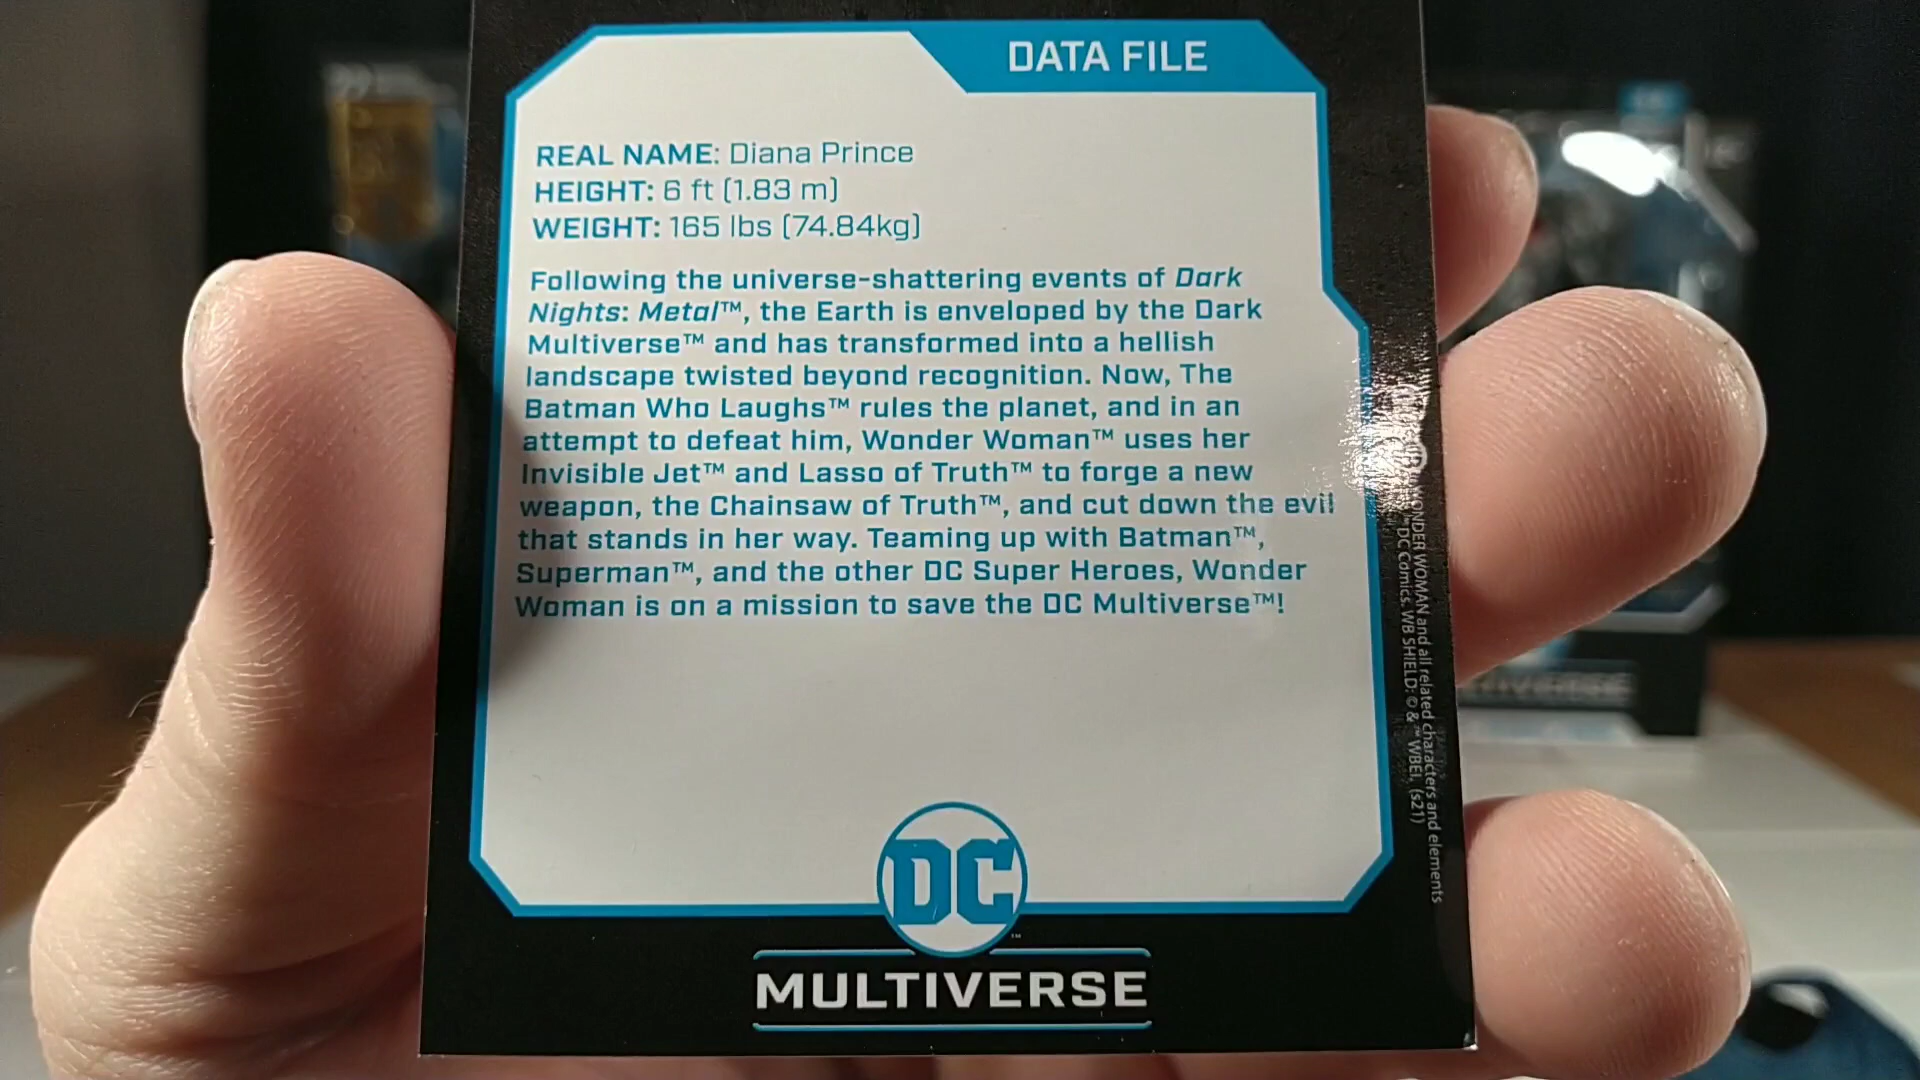 DATA FILE
REAL NAME: Diana Prince
HEIGHT: 6 ft (1.83 m)
WEIGHT: 165 lbs (74.84kg)
Following the universe-shattering events of Dark
Nights: Metal™, the Earth is enveloped by the Dark
Multiverse™ and has transformed into a hellish
landscape twisted beyond recognition. Now, The
Batman Who Laughs™ rules the planet, and in an
attempt to defeat him, Wonder Woman™ uses her
Invisible Jet™ and Lasso of Truth™ to forge a new
weapon, the Chainsaw of Truth™, and cut down the evil
that stands in her way. Teaming up with Batman™,
Superman™, and the other DC Super Heroes, Wonder
Woman is on a mission to save the DC Multiverse™!
DC
™
MULTIVERSE
WONDER WOMAN and all related characters and elements
™ DC Comics. WB SHIELD: © & ™ WBEI. (s21)